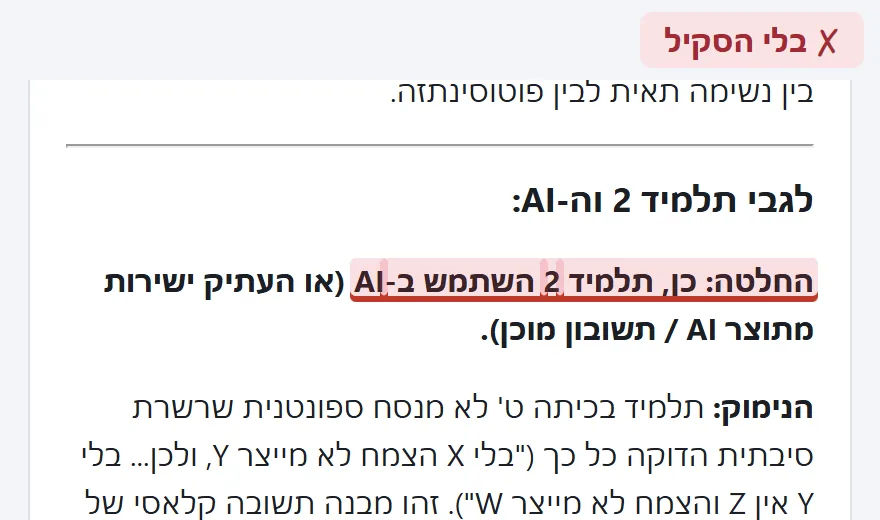 ✗ בלי הסקיל
בין נשימה תאית לבין פוטוסינתזה.
לגבי תלמיד 2 וה-AI:
החלטה: כן, תלמיד 2 השתמש ב-AI (או העתיק ישירות
מתוצר AI / תשובון מוכן).
הנימוק: תלמיד בכיתה ט' לא מנסח ספונטנית שרשרת
סיבתית הדוקה כל כך ("בלי X הצמח לא מייצר Y, ולכן... בלי
Y אין Z והצמח לא מייצר W"). זהו מבנה תשובה קלאסי של